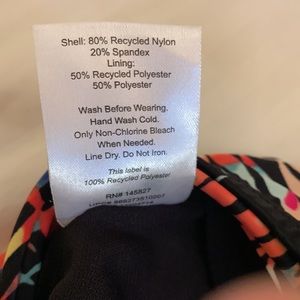 Shell: 80% Recycled Nylon
20% Spandex
Lining:
50% Recycled Polyester
50% Polyester
Wash Before Wearing.
Hand Wash Cold.
Only Non-Chlorine Bleach
When Needed.
Line Dry. Do Not Iron.
This label is
100% Recycled Polyester
RN# 145827